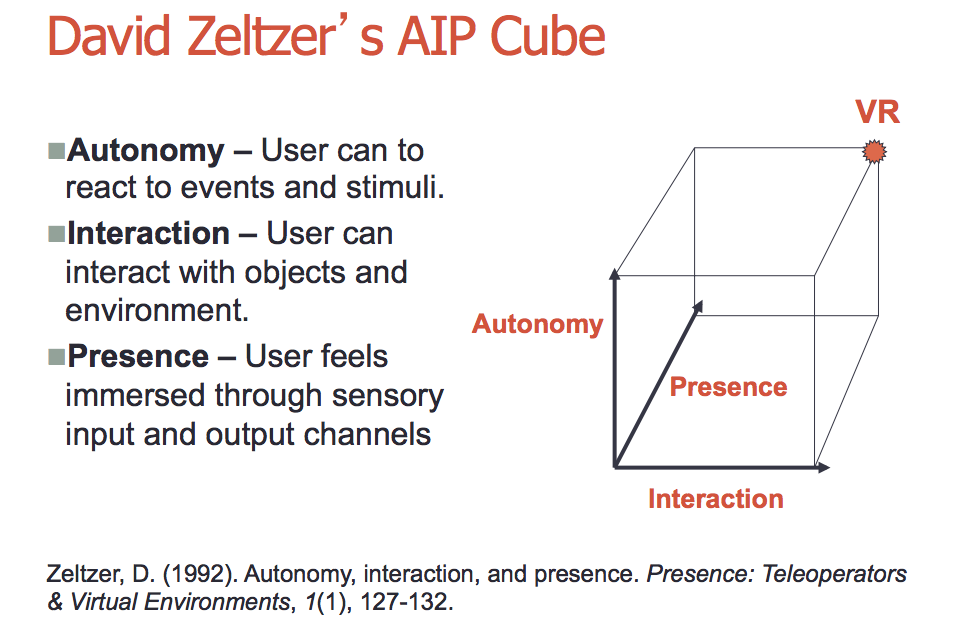 David Zeltzer’s AIP Cube
Autonomy – User can to
react to events and stimuli.
Interaction – User can
interact with objects and
environment.
Presence – User feels
immersed through sensory
input and output channels
VR
Autonomy
Presence
Interaction
Zeltzer, D. (1992). Autonomy, interaction, and presence. Presence: Teleoperators
& Virtual Environments, 1(1), 127-132.